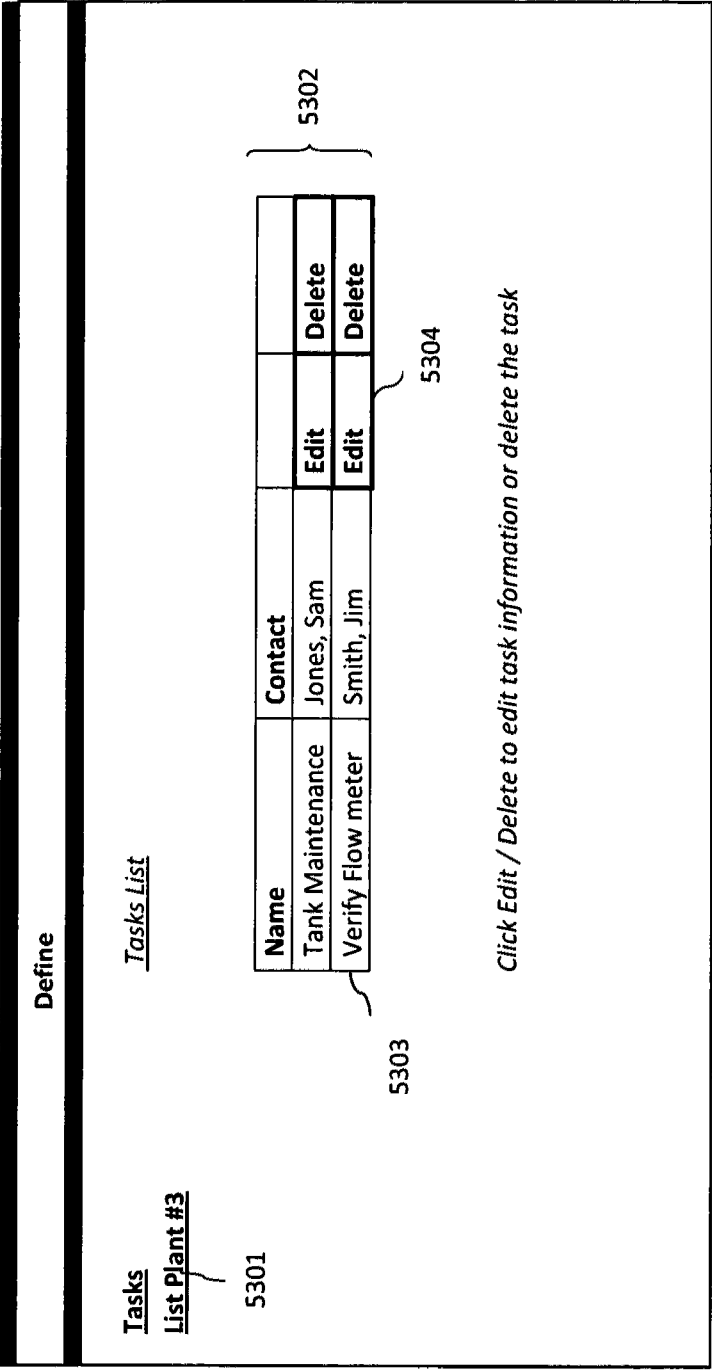 Define
Tasks
List Plant #3
5301
Tasks List
Name Contact
Tank Maintenance Jones, Sam Edit Delete
Verify Flow meter Smith, Jim Edit Delete
5302
5303
5304
Click Edit / Delete to edit task information or delete the task